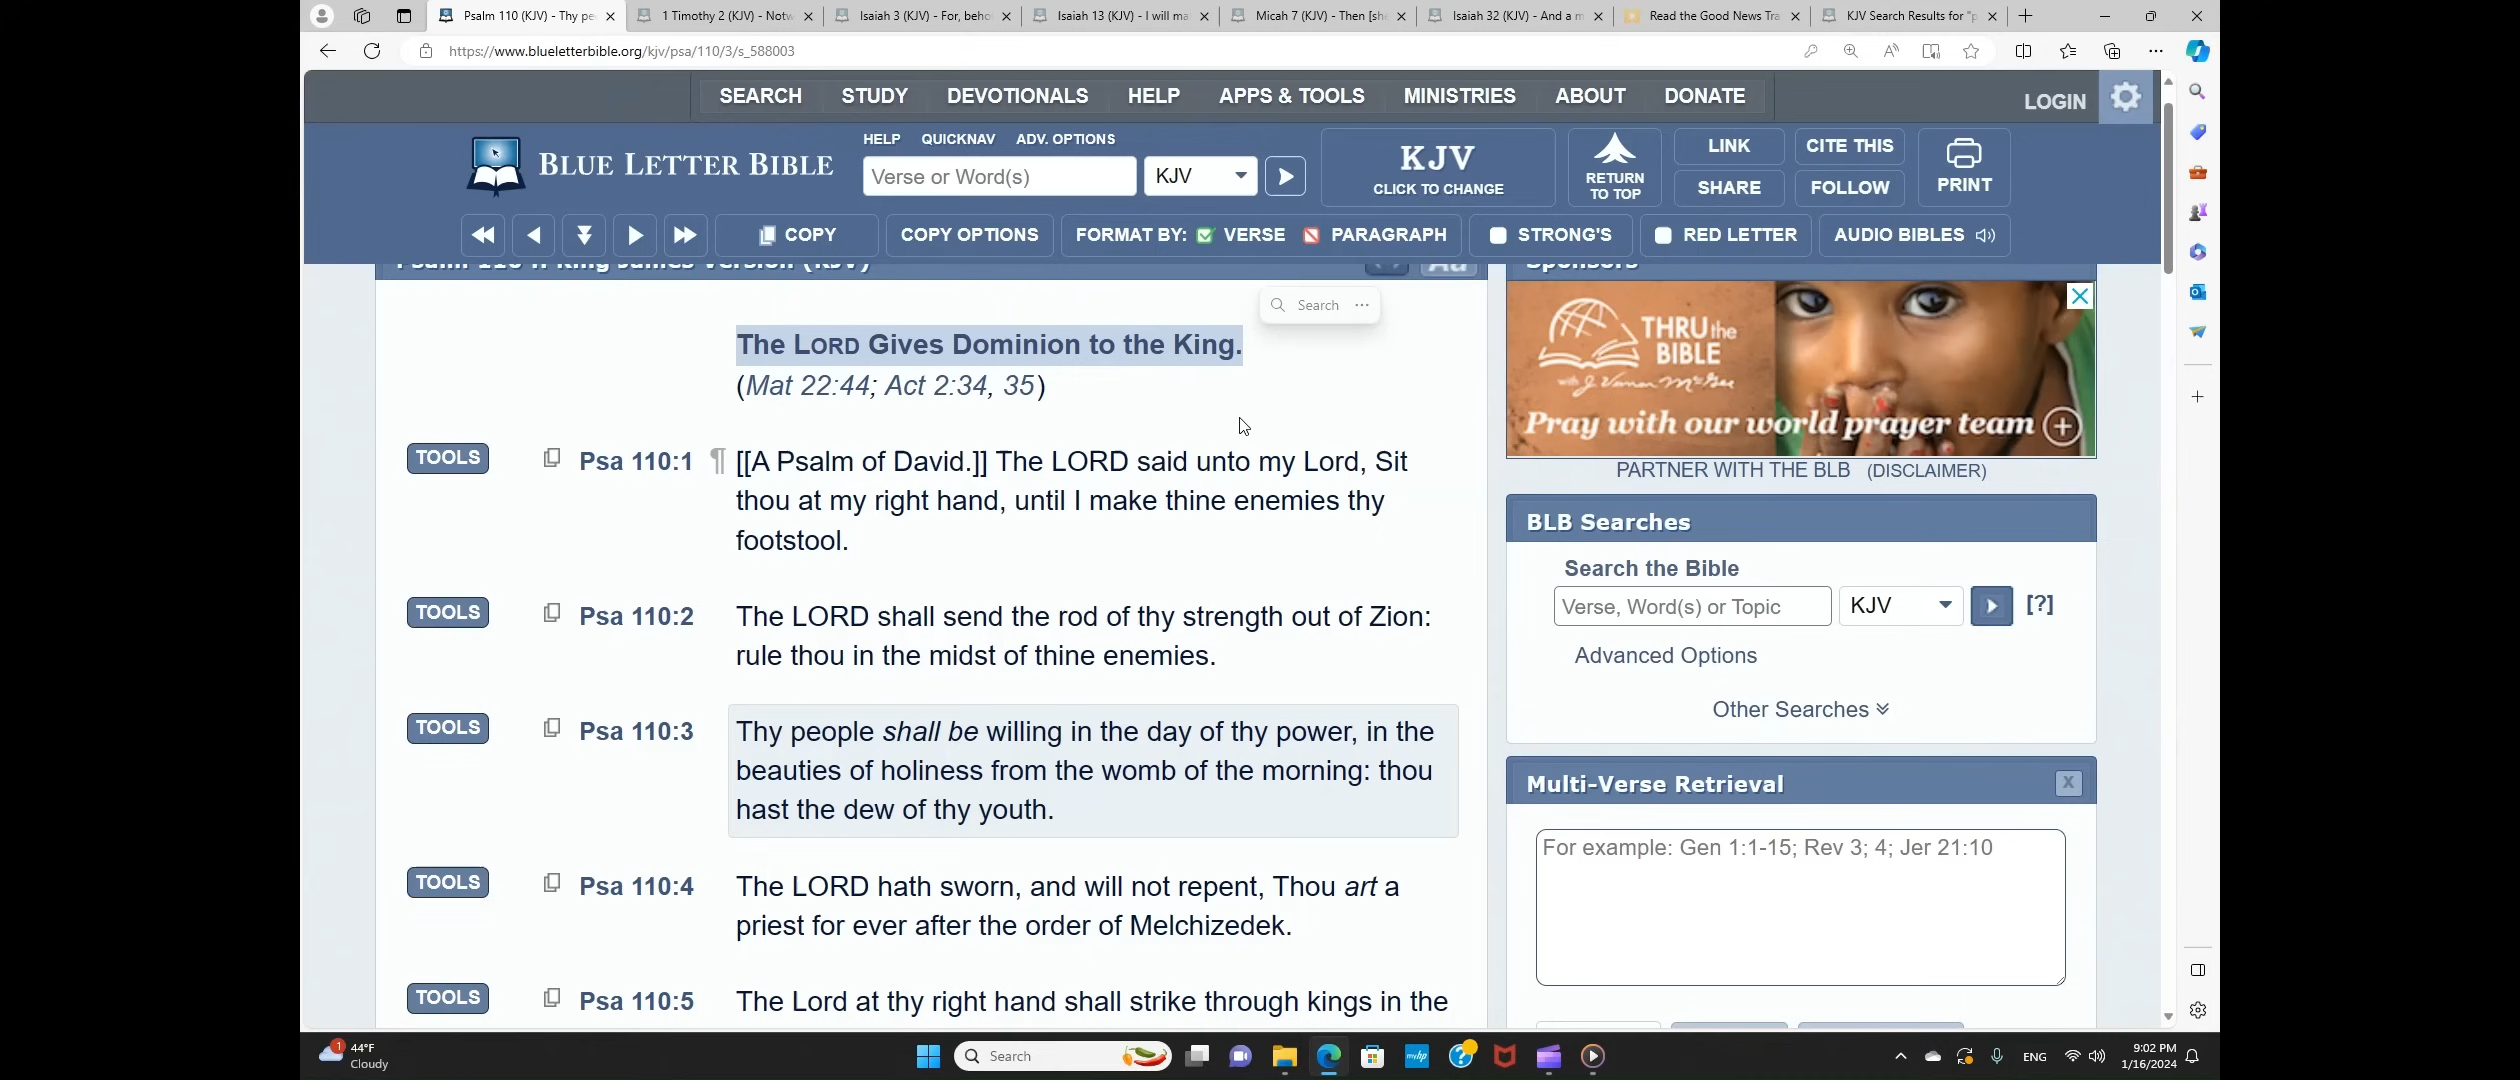 Psalm 110 (KJV) - Thy pe
1 Timothy 2 (KJV) - Notw
Isaiah 3 (KJV) - For, beho
Isaiah 13 (KJV) - I will ma
Micah 7 (KJV) - Then [sh
Isaiah 32 (KJV) - And a m
Read the Good News Tra
KJV Search Results for "p
https://www.blueletterbible.org/kjv/psa/110/3/s_588003
SEARCH STUDY DEVOTIONALS HELP APPS & TOOLS MINISTRIES ABOUT DONATE
LOGIN
BLUE LETTER BIBLE
HELP QUICKNAV ADV. OPTIONS
Verse or Word(s)
KJV
KJV
CLICK TO CHANGE
RETURN
TO TOP
LINK
CITE THIS
SHARE
FOLLOW
PRINT
COPY
COPY OPTIONS
FORMAT BY: VERSE PARAGRAPH
STRONG'S
RED LETTER
AUDIO BIBLES
Aa
Sponsors
Search
The LORD Gives Dominion to the King.
(Mat 22:44; Act 2:34, 35)
TOOLS
Psa 110:1
¶ [[A Psalm of David.]] The LORD said unto my Lord, Sit
thou at my right hand, until I make thine enemies thy
footstool.
TOOLS
Psa 110:2
The LORD shall send the rod of thy strength out of Zion:
rule thou in the midst of thine enemies.
TOOLS
Psa 110:3
Thy people shall be willing in the day of thy power, in the
beauties of holiness from the womb of the morning: thou
hast the dew of thy youth.
TOOLS
Psa 110:4
The LORD hath sworn, and will not repent, Thou art a
priest for ever after the order of Melchizedek.
TOOLS
Psa 110:5
The Lord at thy right hand shall strike through kings in the
THRU the
BIBLE
with J. Vernon McGee
Pray with our world prayer team
PARTNER WITH THE BLB (DISCLAIMER)
BLB Searches
Search the Bible
Verse, Word(s) or Topic
KJV
[?]
Advanced Options
Other Searches
Multi-Verse Retrieval
X
For example: Gen 1:1-15; Rev 3; 4; Jer 21:10
1
44°F
Cloudy
Search
myhp
ENG
9:02 PM
1/16/2024